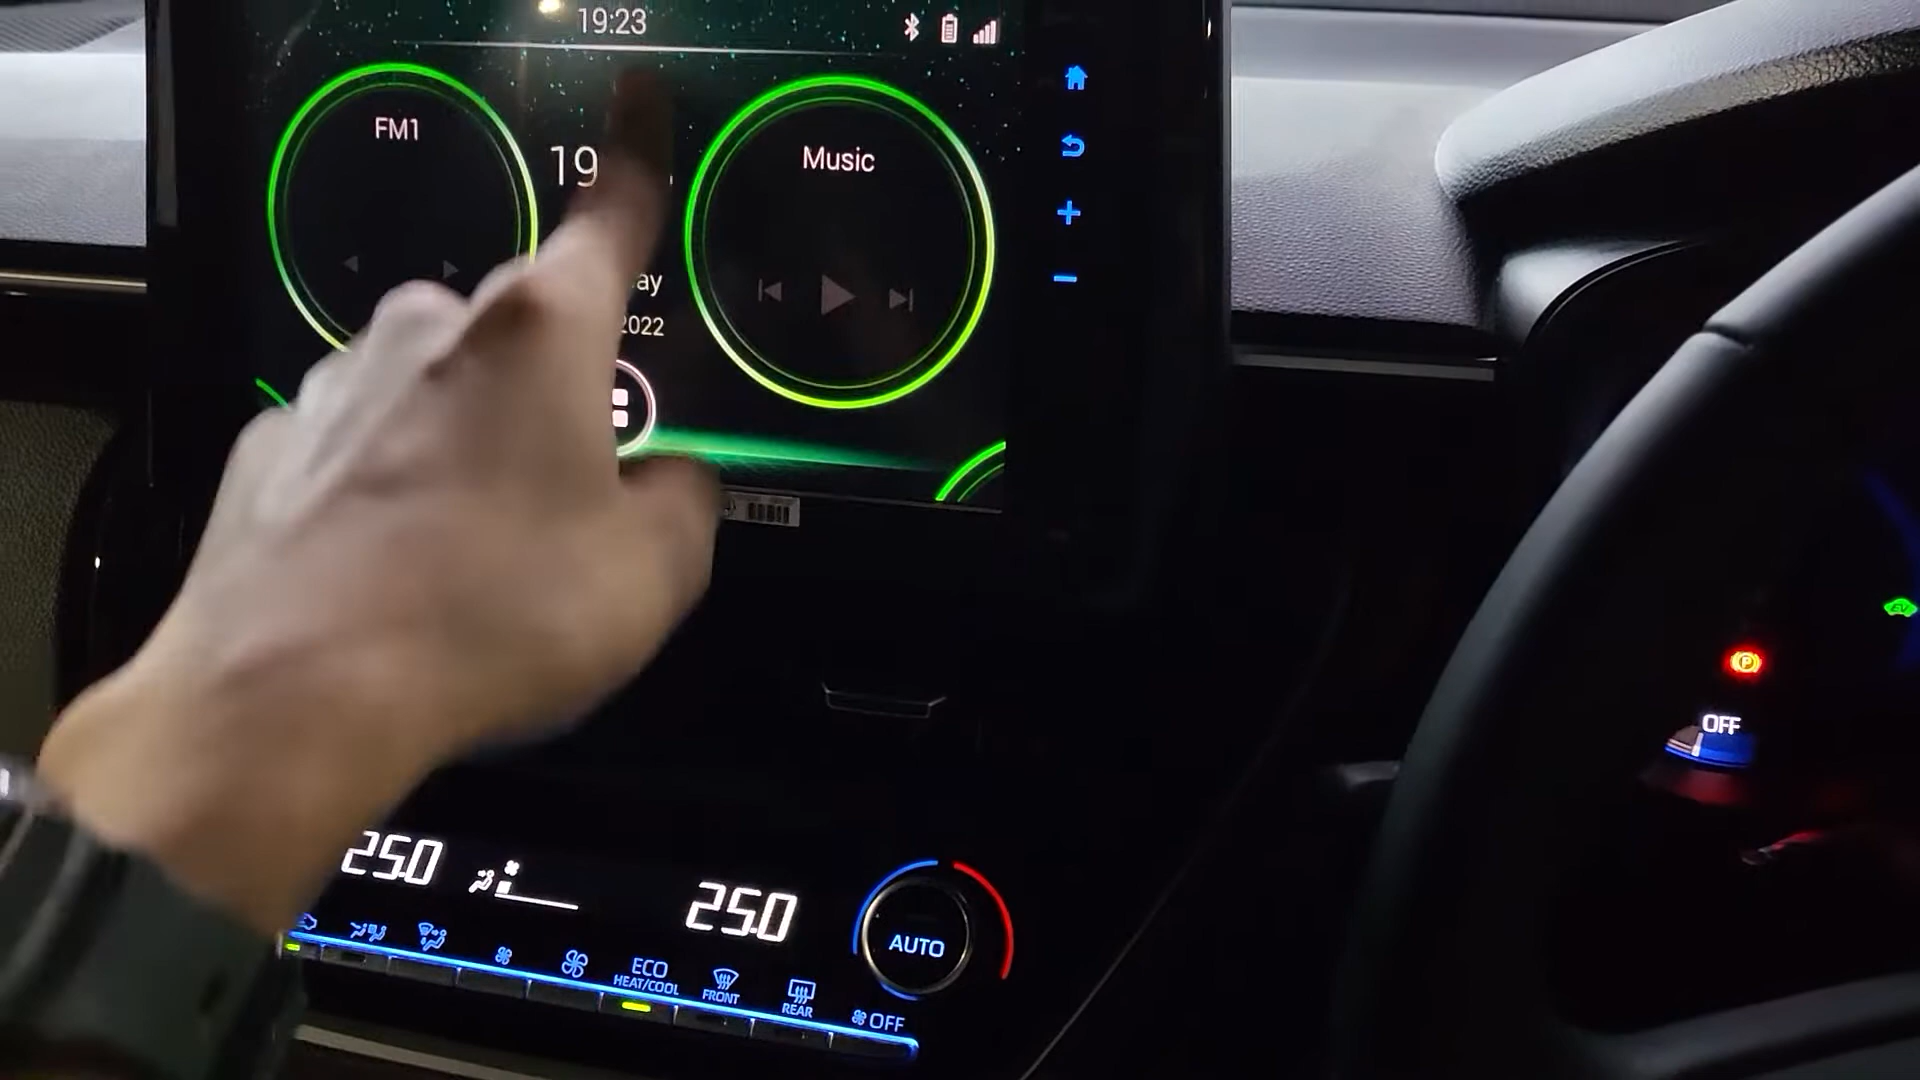 19:23
FM1
19
Music
ay
2022
25.0
25.0
AUTO
ECO
HEAT/COOL
FRONT
REAR
OFF
P
OFF
EV